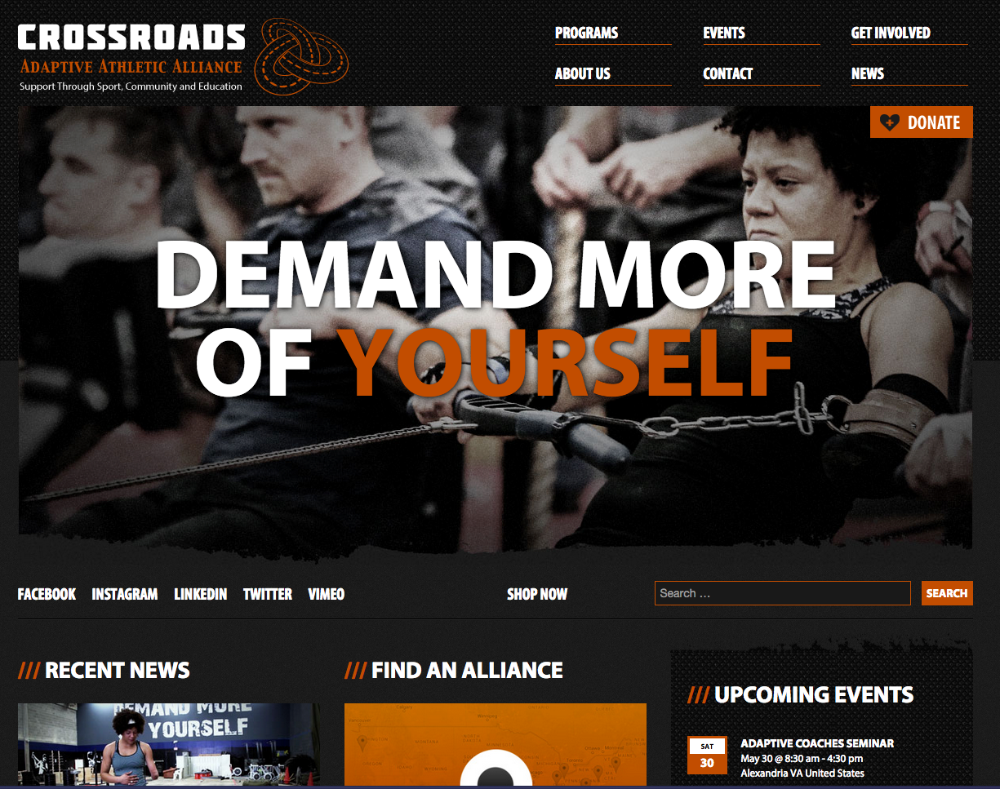 CROSSROADS
ADAPTIVE ATHLETIC ALLIANCE
Support Through Sport, Community and Education
PROGRAMS
EVENTS
GET INVOLVED
ABOUT US
CONTACT
NEWS
DONATE
DEMAND MORE
OF YOURSELF
FACEBOOK INSTAGRAM LINKEDIN TWITTER VIMEO
SHOP NOW
Search ...
SEARCH
/// RECENT NEWS
DEMAND MORE
YOURSELF
/// FIND AN ALLIANCE
MONTANA
/// UPCOMING EVENTS
SAT
30
ADAPTIVE COACHES SEMINAR
May 30 @ 8:30 am - 4:30 pm
Alexandria VA United States